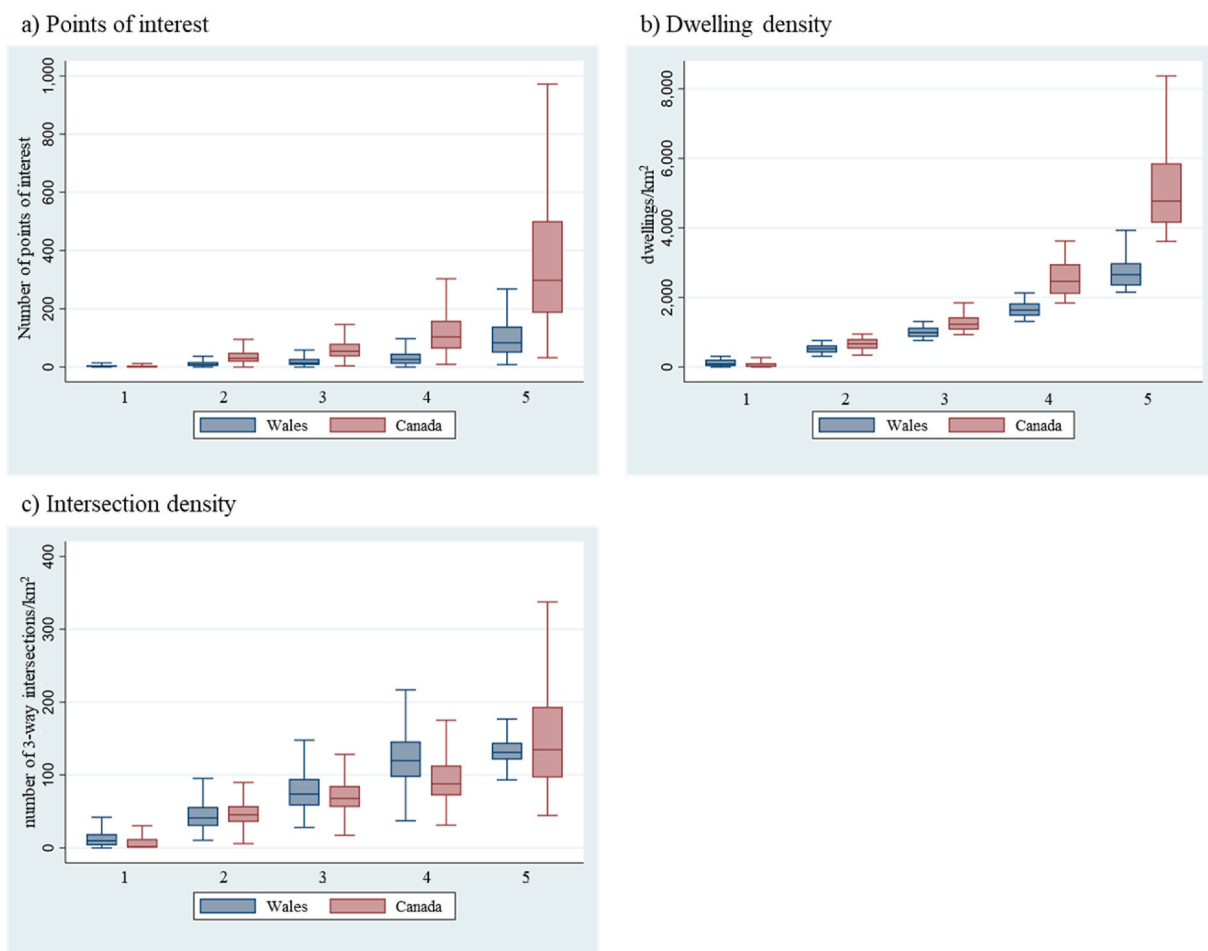 a) Points of interest
Number of points of interest
1,000
800
600
400
200
0
1 2 3 4 5
Wales Canada
b) Dwelling density
dwellings/km²
8,000
6,000
4,000
2,000
0
1 2 3 4 5
Wales Canada
c) Intersection density
number of 3-way intersections/km²
400
300
200
100
0
1 2 3 4 5
Wales Canada